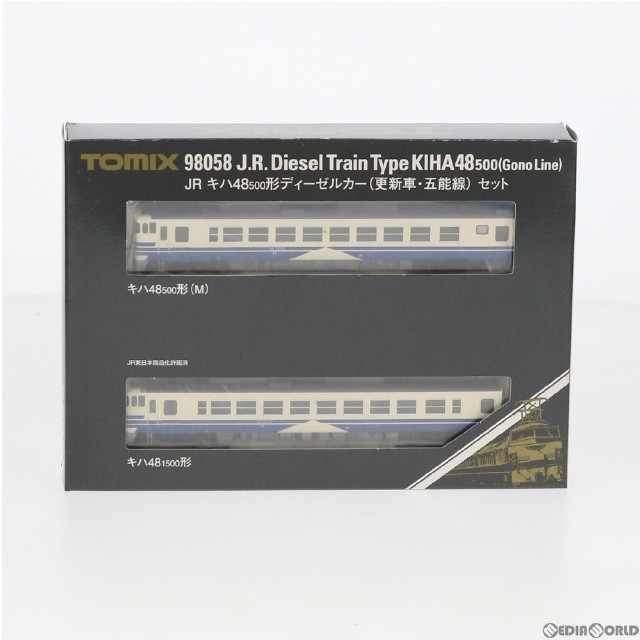 TOMIX 98058 J.R. Diesel Train Type KIHA48500(Gono Line)
JR キハ48500形ディーゼルカー(更新車・五能線) セット
キハ48500形(M)
JR東日本商品化許諾済
キハ481500形
©MEDIAWORLD